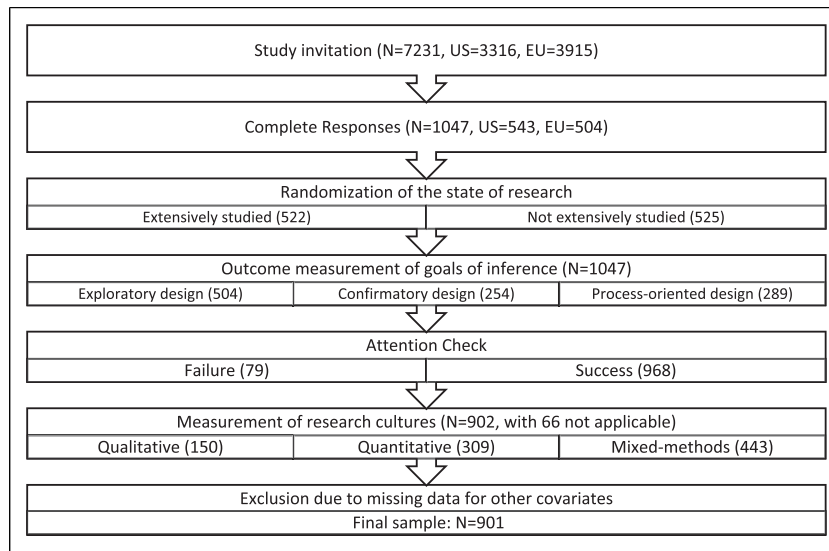 Study invitation (N=7231, US=3316, EU=3915)
Complete Responses (N=1047, US=543, EU=504)
Randomization of the state of research
Extensively studied (522) Not extensively studied (525)
Outcome measurement of goals of inference (N=1047)
Exploratory design (504) Confirmatory design (254) Process-oriented design (289)
Attention Check
Failure (79) Success (968)
Measurement of research cultures (N=902, with 66 not applicable)
Qualitative (150) Quantitative (309) Mixed-methods (443)
Exclusion due to missing data for other covariates
Final sample: N=901